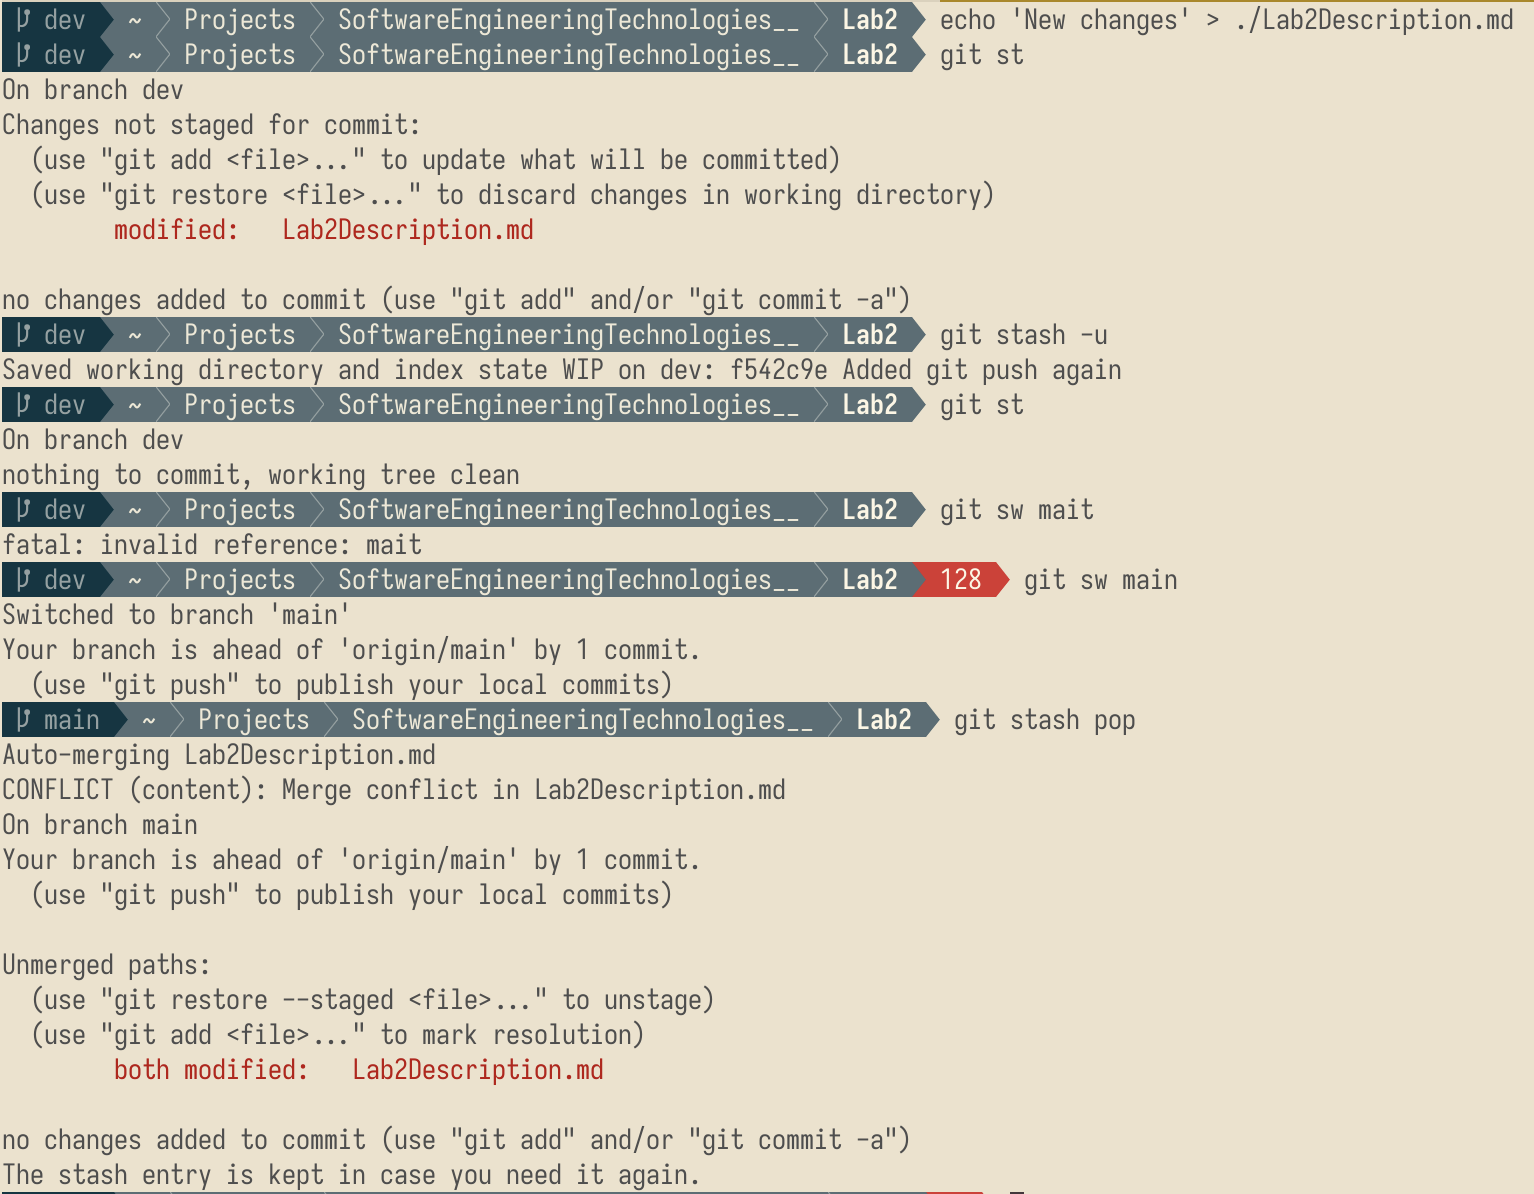 dev ~ Projects SoftwareEngineeringTechnologies__ Lab2 echo 'New changes' > ./Lab2Description.md
dev ~ Projects SoftwareEngineeringTechnologies__ Lab2 git st
On branch dev
Changes not staged for commit:
  (use "git add <file>..." to update what will be committed)
  (use "git restore <file>..." to discard changes in working directory)
        modified:   Lab2Description.md

no changes added to commit (use "git add" and/or "git commit -a")
dev ~ Projects SoftwareEngineeringTechnologies__ Lab2 git stash -u
Saved working directory and index state WIP on dev: f542c9e Added git push again
dev ~ Projects SoftwareEngineeringTechnologies__ Lab2 git st
On branch dev
nothing to commit, working tree clean
dev ~ Projects SoftwareEngineeringTechnologies__ Lab2 git sw mait
fatal: invalid reference: mait
dev ~ Projects SoftwareEngineeringTechnologies__ Lab2 128 git sw main
Switched to branch 'main'
Your branch is ahead of 'origin/main' by 1 commit.
  (use "git push" to publish your local commits)
main ~ Projects SoftwareEngineeringTechnologies__ Lab2 git stash pop
Auto-merging Lab2Description.md
CONFLICT (content): Merge conflict in Lab2Description.md
On branch main
Your branch is ahead of 'origin/main' by 1 commit.
  (use "git push" to publish your local commits)

Unmerged paths:
  (use "git restore --staged <file>..." to unstage)
  (use "git add <file>..." to mark resolution)
        both modified:   Lab2Description.md

no changes added to commit (use "git add" and/or "git commit -a")
The stash entry is kept in case you need it again.